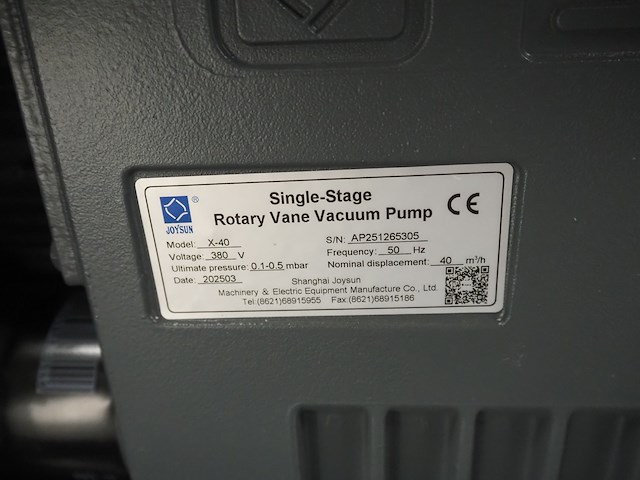 Single-Stage
Rotary Vane Vacuum Pump
CE
®
JOYSUN
Model: X-40 S/N: AP251265305
Voltage: 380 V Frequency: 50 Hz
Ultimate pressure: 0.1-0.5 mbar Nominal displacement: 40 m³/h
Date: 202503
Shanghai Joysun
Machinery & Electric Equipment Manufacture Co., Ltd.
Tel:(8621)68915955 Fax:(8621)68915186